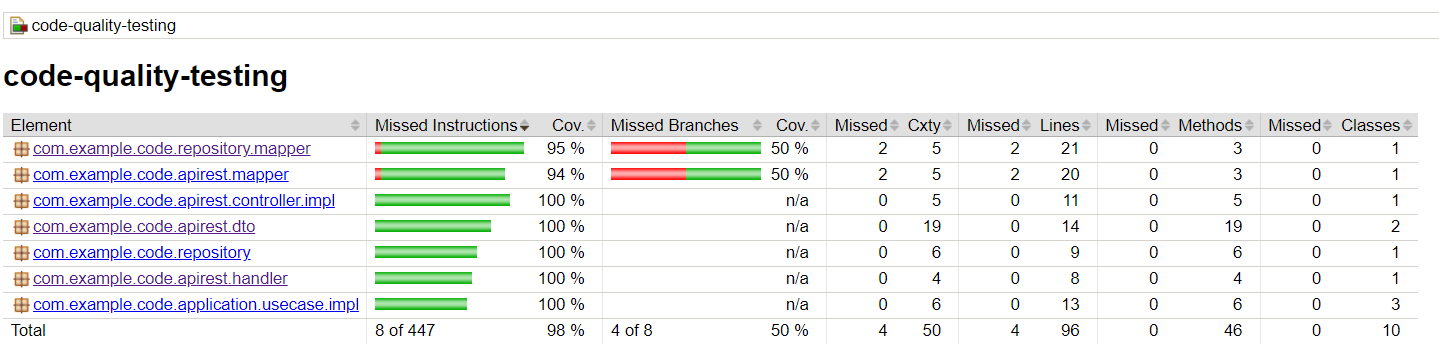 code-quality-testing
code-quality-testing
Element Missed Instructions Cov. Missed Branches Cov. Missed Cxty Missed Lines Missed Methods Missed Classes
com.example.code.repository.mapper 95 % 50 % 2 5 2 21 0 3 0 1
com.example.code.apirest.mapper 94 % 50 % 2 5 2 20 0 3 0 1
com.example.code.apirest.controller.impl 100 % n/a 0 5 0 11 0 5 0 1
com.example.code.apirest.dto 100 % n/a 0 19 0 14 0 19 0 2
com.example.code.repository 100 % n/a 0 6 0 9 0 6 0 1
com.example.code.apirest.handler 100 % n/a 0 4 0 8 0 4 0 1
com.example.code.application.usecase.impl 100 % n/a 0 6 0 13 0 6 0 3
Total 8 of 447 98 % 4 of 8 50 % 4 50 4 96 0 46 0 10